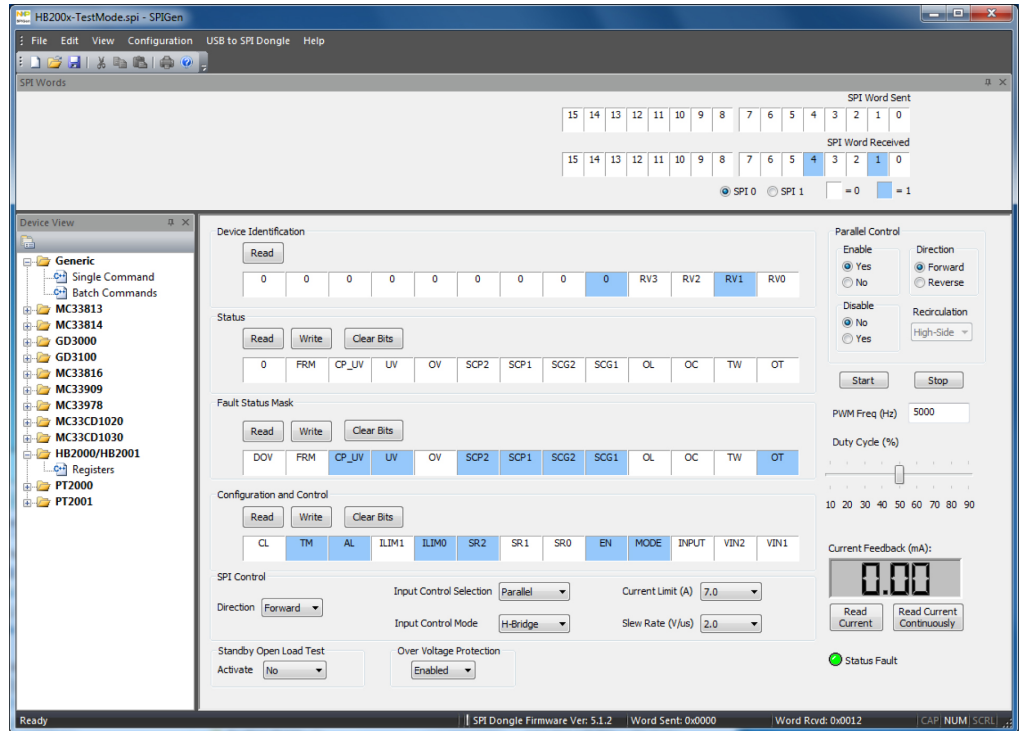 HB200x-TestMode.spi - SPIGen
File Edit View Configuration USB to SPI Dongle Help
SPI Words
SPI Word Sent
15 14 13 12 11 10 9 8 7 6 5 4 3 2 1 0
SPI Word Received
15 14 13 12 11 10 9 8 7 6 5 4 3 2 1 0
SPI 0 SPI 1 = 0 = 1
Device View
Generic
Single Command
Batch Commands
MC33813
MC33814
GD3000
GD3100
MC33816
MC33909
MC33978
MC33CD1020
MC33CD1030
HB2000/HB2001
Registers
PT2000
PT2001
Device Identification
Read
0 0 0 0 0 0 0 0 0 RV3 RV2 RV1 RV0
Status
Read Write Clear Bits
0 FRM CP_UV UV OV SCP2 SCP1 SCG2 SCG1 OL OC TW OT
Fault Status Mask
Read Write Clear Bits
DOV FRM CP_UV UV OV SCP2 SCP1 SCG2 SCG1 OL OC TW OT
Configuration and Control
Read Write Clear Bits
CL TM AL ILIM1 ILIM0 SR2 SR1 SR0 EN MODE INPUT VIN2 VIN1
SPI Control
Input Control Selection Parallel Current Limit (A) 7.0
Direction Forward
Input Control Mode H-Bridge Slew Rate (V/us) 2.0
Standby Open Load Test
Activate No
Over Voltage Protection
Enabled
Parallel Control
Enable
Yes
No
Direction
Forward
Reverse
Disable
No
Yes
Recirculation
High-Side
Start Stop
PWM Freq (Hz) 5000
Duty Cycle (%)
10 20 30 40 50 60 70 80 90
Current Feedback (mA):
0.00
Read Current
Read Current Continuously
Status Fault
Ready SPI Dongle Firmware Ver: 5.1.2 Word Sent: 0x0000 Word Rcvd: 0x0012 CAP NUM SCRL